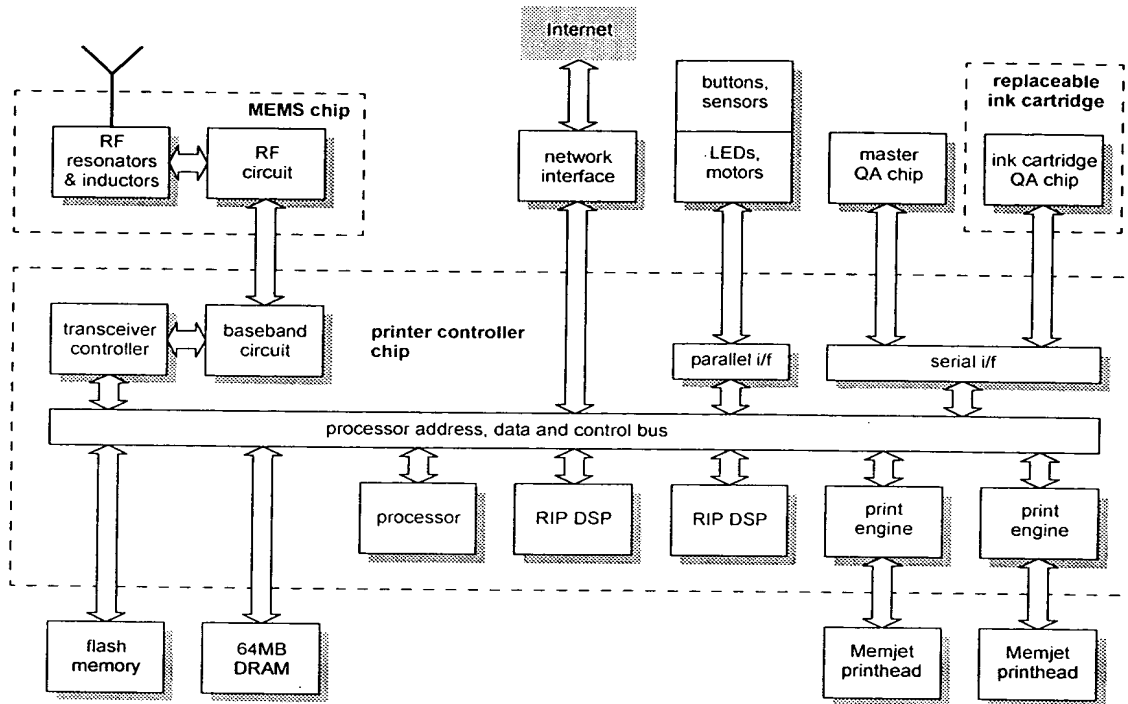 Internet
MEMS chip
RF
resonators
& inductors
RF
circuit
network
interface
buttons,
sensors
LEDs,
motors
master
QA chip
replaceable
ink cartridge
ink cartridge
QA chip
transceiver
controller
baseband
circuit
printer controller
chip
parallel i/f
serial i/f
processor address, data and control bus
processor
RIP DSP
RIP DSP
print
engine
print
engine
flash
memory
64MB
DRAM
Memjet
printhead
Memjet
printhead